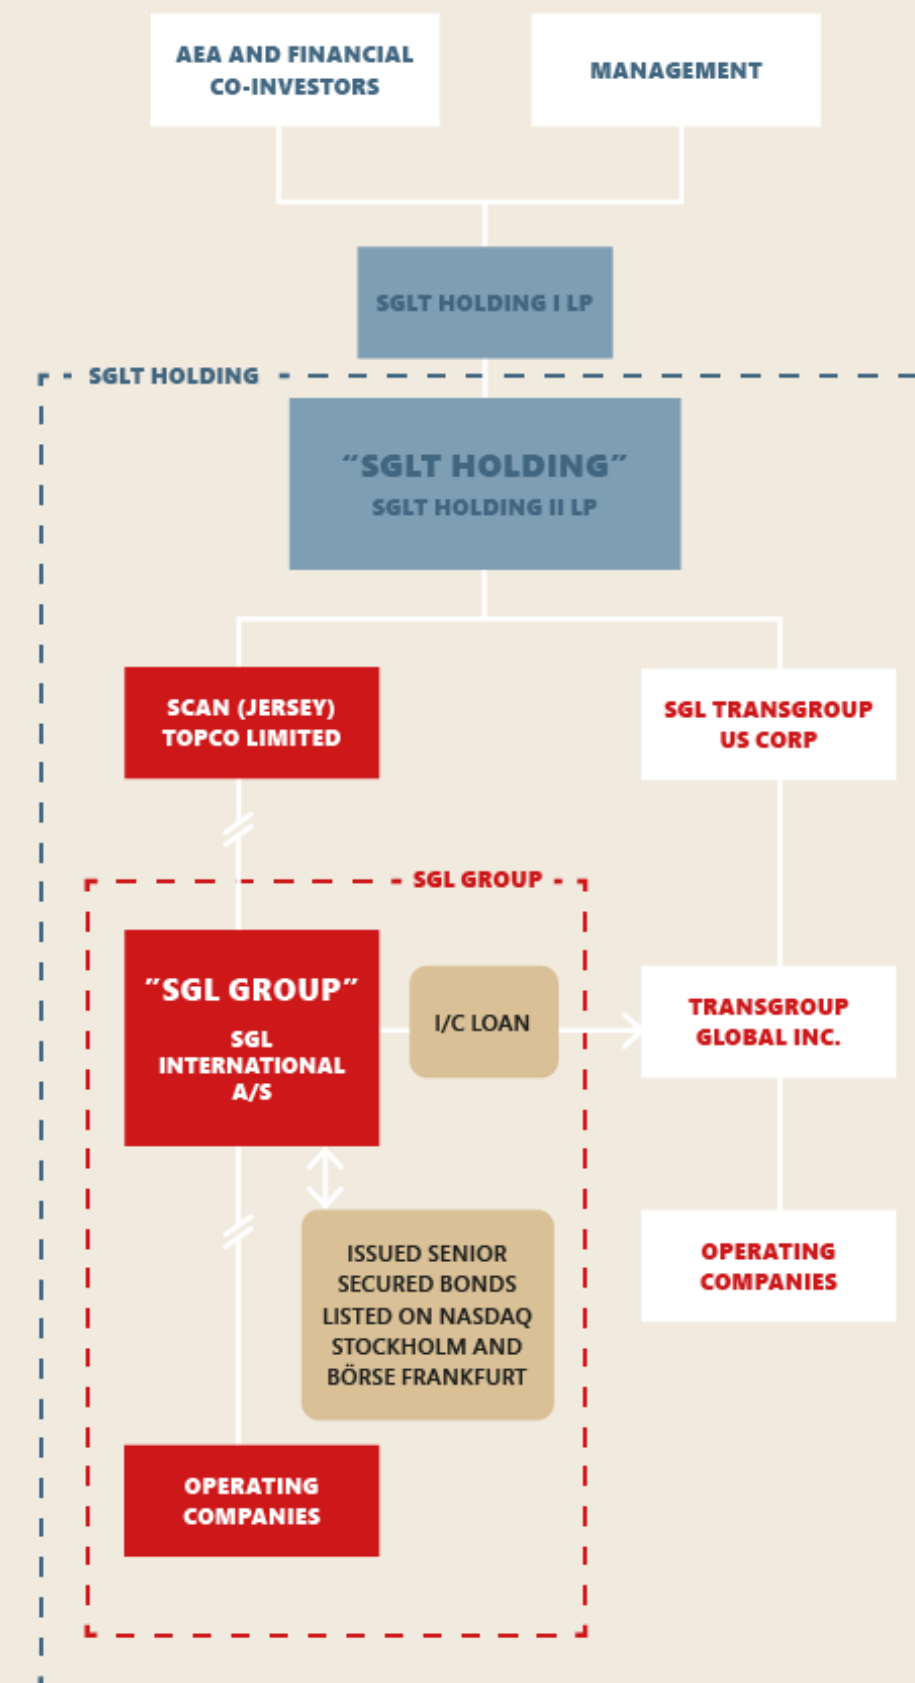 AEA AND FINANCIAL
CO-INVESTORS
MANAGEMENT
SGLT HOLDING I LP
SGLT HOLDING
”SGLT HOLDING”
SGLT HOLDING II LP
SCAN (JERSEY)
TOPCO LIMITED
SGL TRANSGROUP
US CORP
SGL GROUP
”SGL GROUP”
SGL
INTERNATIONAL
A/S
I/C LOAN
TRANSGROUP
GLOBAL INC.
ISSUED SENIOR
SECURED BONDS
LISTED ON NASDAQ
STOCKHOLM AND
BÖRSE FRANKFURT
OPERATING
COMPANIES
OPERATING
COMPANIES